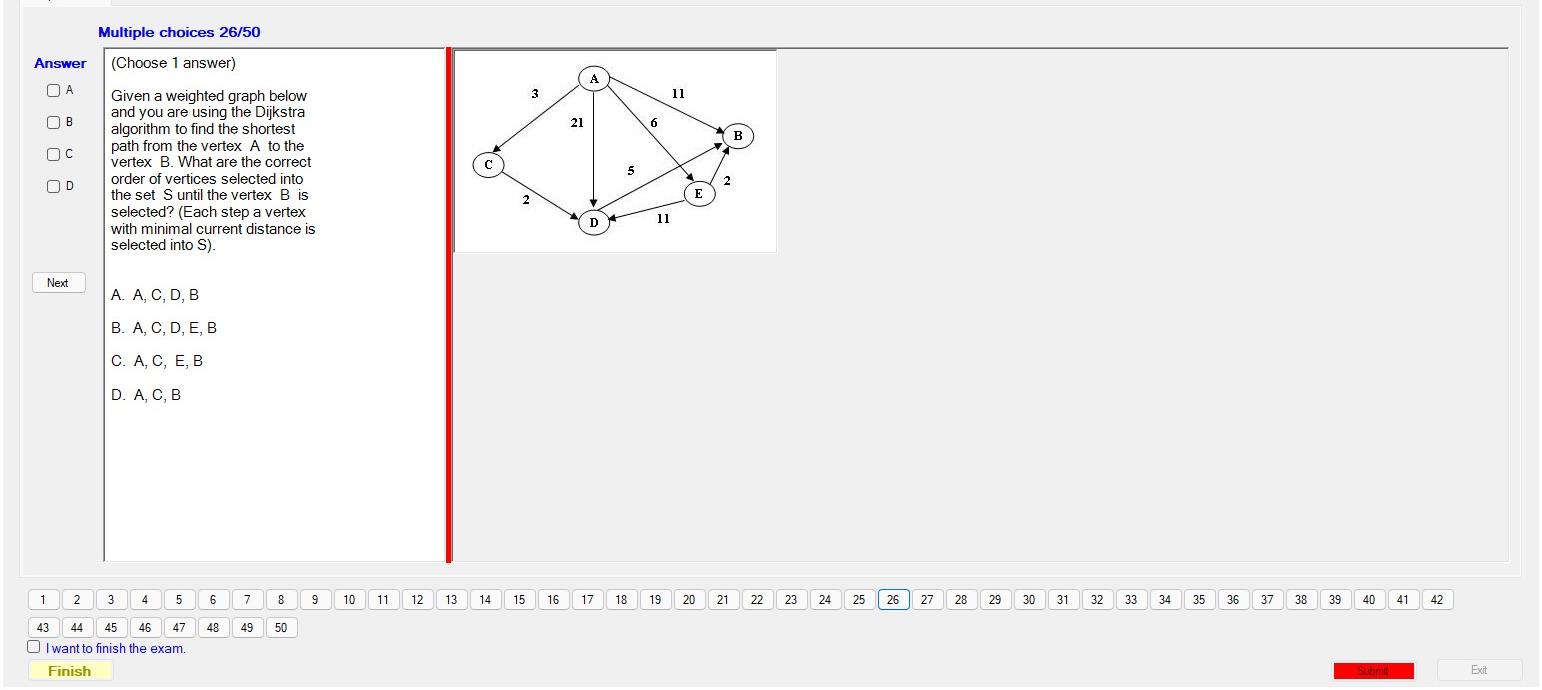 Multiple choices 26/50
Answer
A
B
C
D
Next
(Choose 1 answer)
Given a weighted graph below
and you are using the Dijkstra
algorithm to find the shortest
path from the vertex A to the
vertex B. What are the correct
order of vertices selected into
the set S until the vertex B is
selected? (Each step a vertex
with minimal current distance is
selected into S).
A. A, C, D, B
B. A, C, D, E, B
C. A, C, E, B
D. A, C, B
A
3
11
21
6
B
C
5
2
E
2
11
D
1 2 3 4 5 6 7 8 9 10 11 12 13 14 15 16 17 18 19 20 21 22 23 24 25 26 27 28 29 30 31 32 33 34 35 36 37 38 39 40 41 42
43 44 45 46 47 48 49 50
I want to finish the exam.
Finish
Submit
Exit